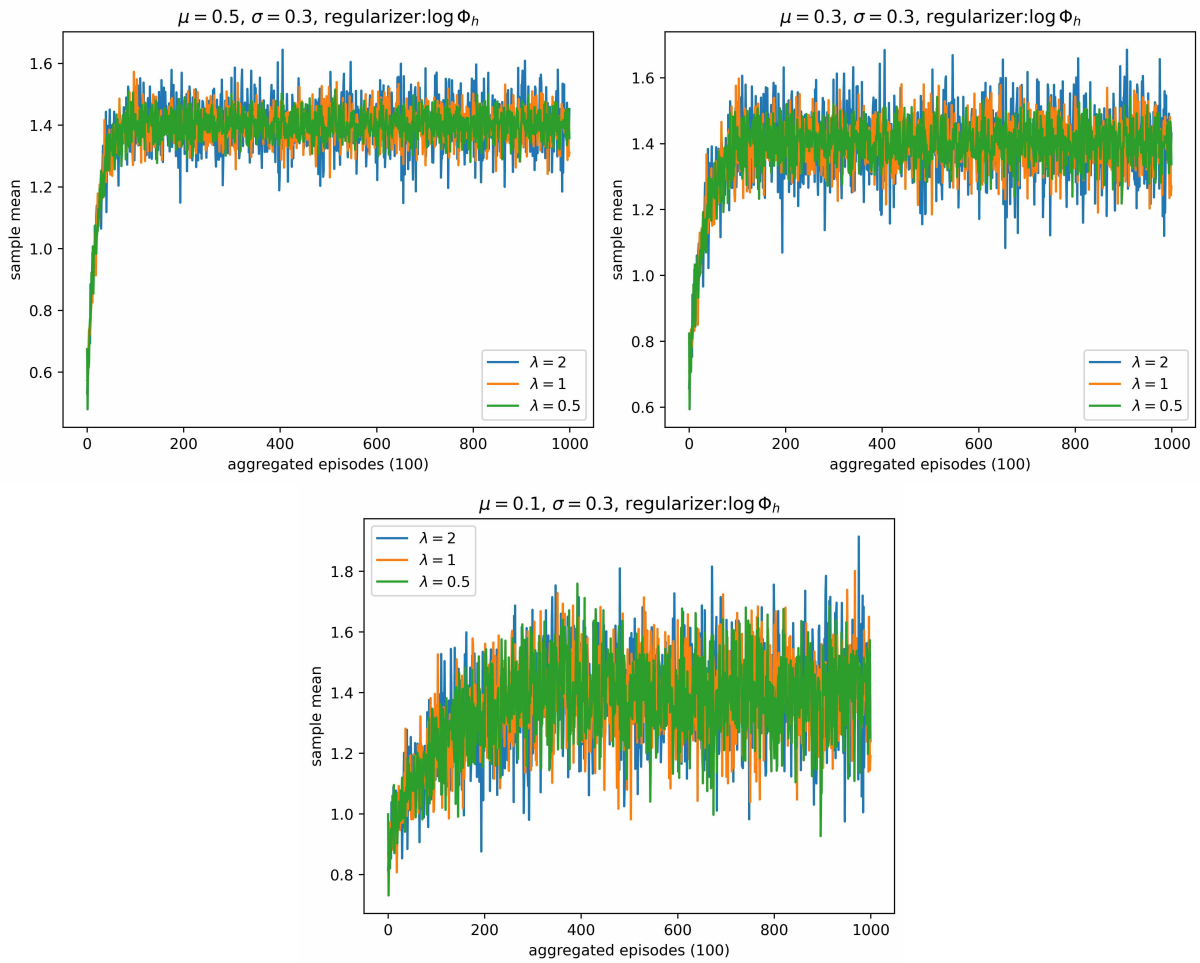 μ = 0.5, σ = 0.3, regularizer:log Φ_h
1.6
1.4
1.2
1.0
0.8
0.6
sample mean
0 200 400 600 800 1000
aggregated episodes (100)
λ = 2
λ = 1
λ = 0.5
μ = 0.3, σ = 0.3, regularizer:log Φ_h
1.6
1.4
1.2
1.0
0.8
0.6
sample mean
0 200 400 600 800 1000
aggregated episodes (100)
λ = 2
λ = 1
λ = 0.5
μ = 0.1, σ = 0.3, regularizer:log Φ_h
λ = 2
λ = 1
λ = 0.5
1.8
1.6
1.4
1.2
1.0
0.8
sample mean
0 200 400 600 800 1000
aggregated episodes (100)